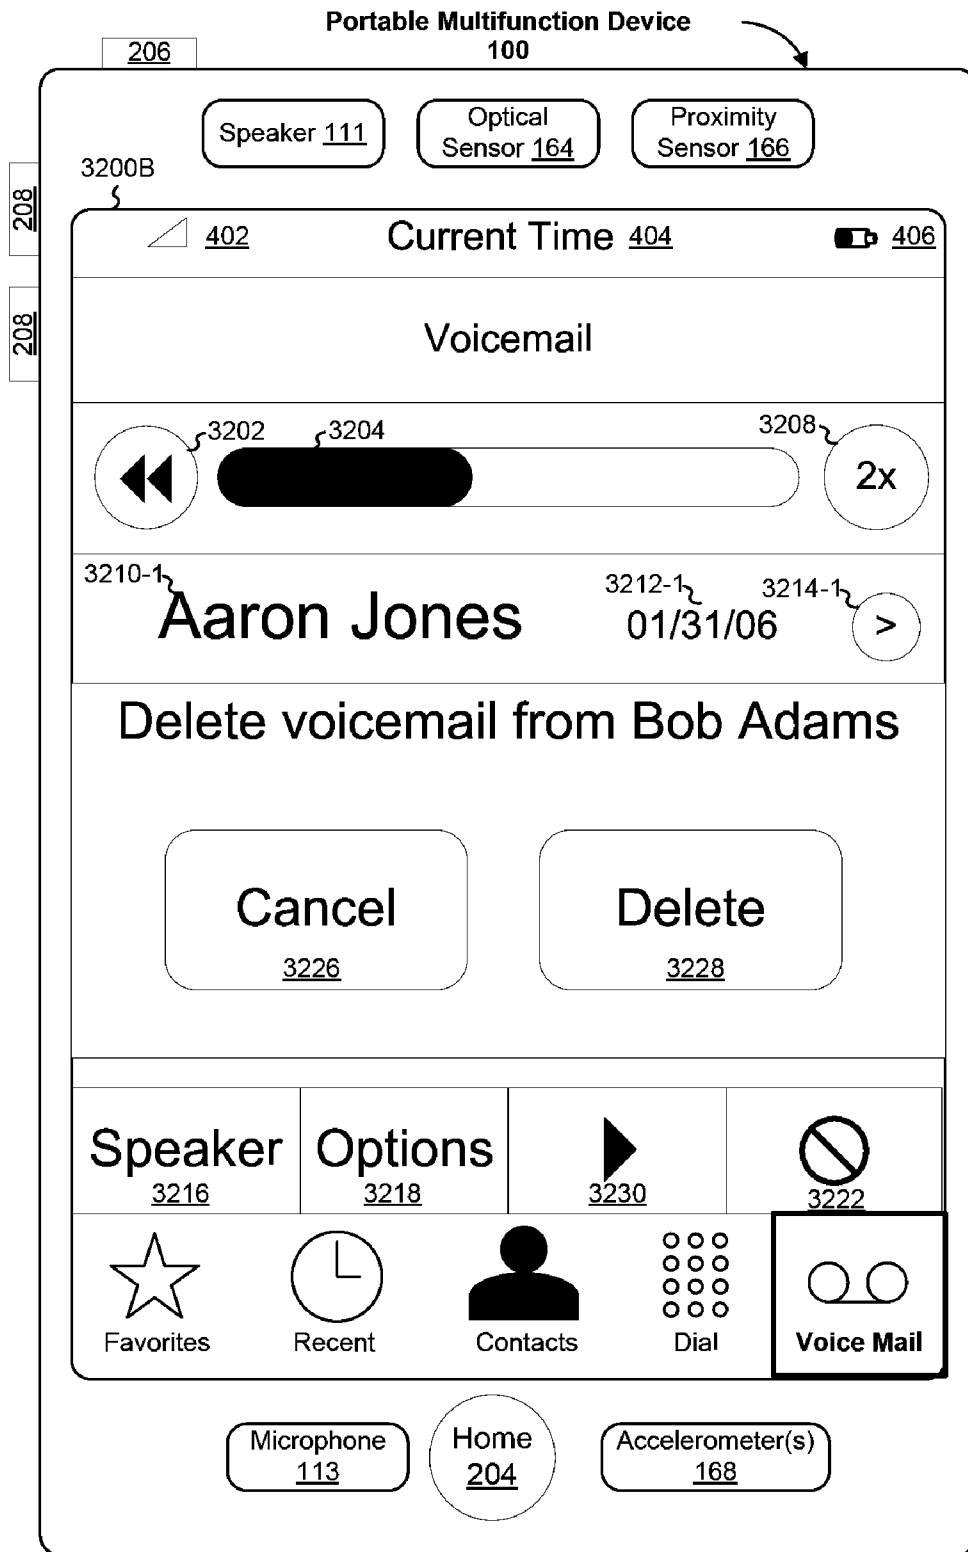 Portable Multifunction Device
100
206
Speaker 111
Optical
Sensor 164
Proximity
Sensor 166
3200B
208
208
402
Current Time 404
406
Voicemail
3202
3204
3208
2x
3210-1
Aaron Jones
3212-1
01/31/06
3214-1
>
Delete voicemail from Bob Adams
Cancel
3226
Delete
3228
Speaker
3216
Options
3218
3230
3222
Favorites
Recent
Contacts
Dial
Voice Mail
Microphone
113
Home
204
Accelerometer(s)
168